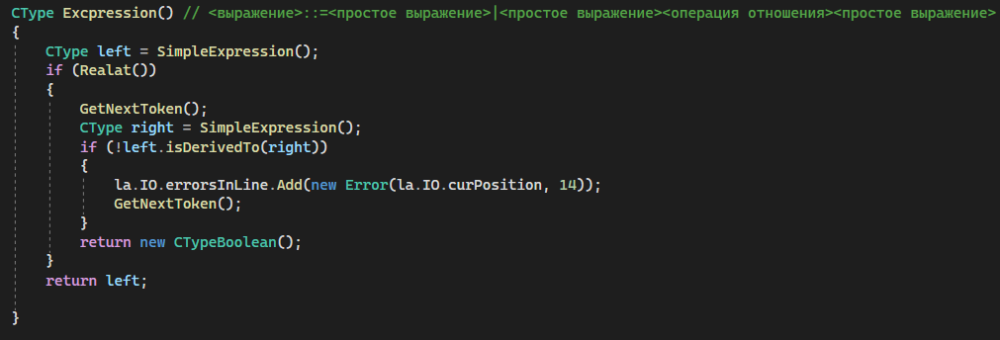 CType Excpression() // <выражение>::=<простое выражение>|<простое выражение><операция отношения><простое выражение>
{
CType left = SimpleExpression();
if (Realat())
{
GetNextToken();
CType right = SimpleExpression();
if (!left.isDerivedTo(right))
{
la.IO.errorsInLine.Add(new Error(la.IO.curPosition, 14));
GetNextToken();
}
return new CTypeBoolean();
}
return left;
}